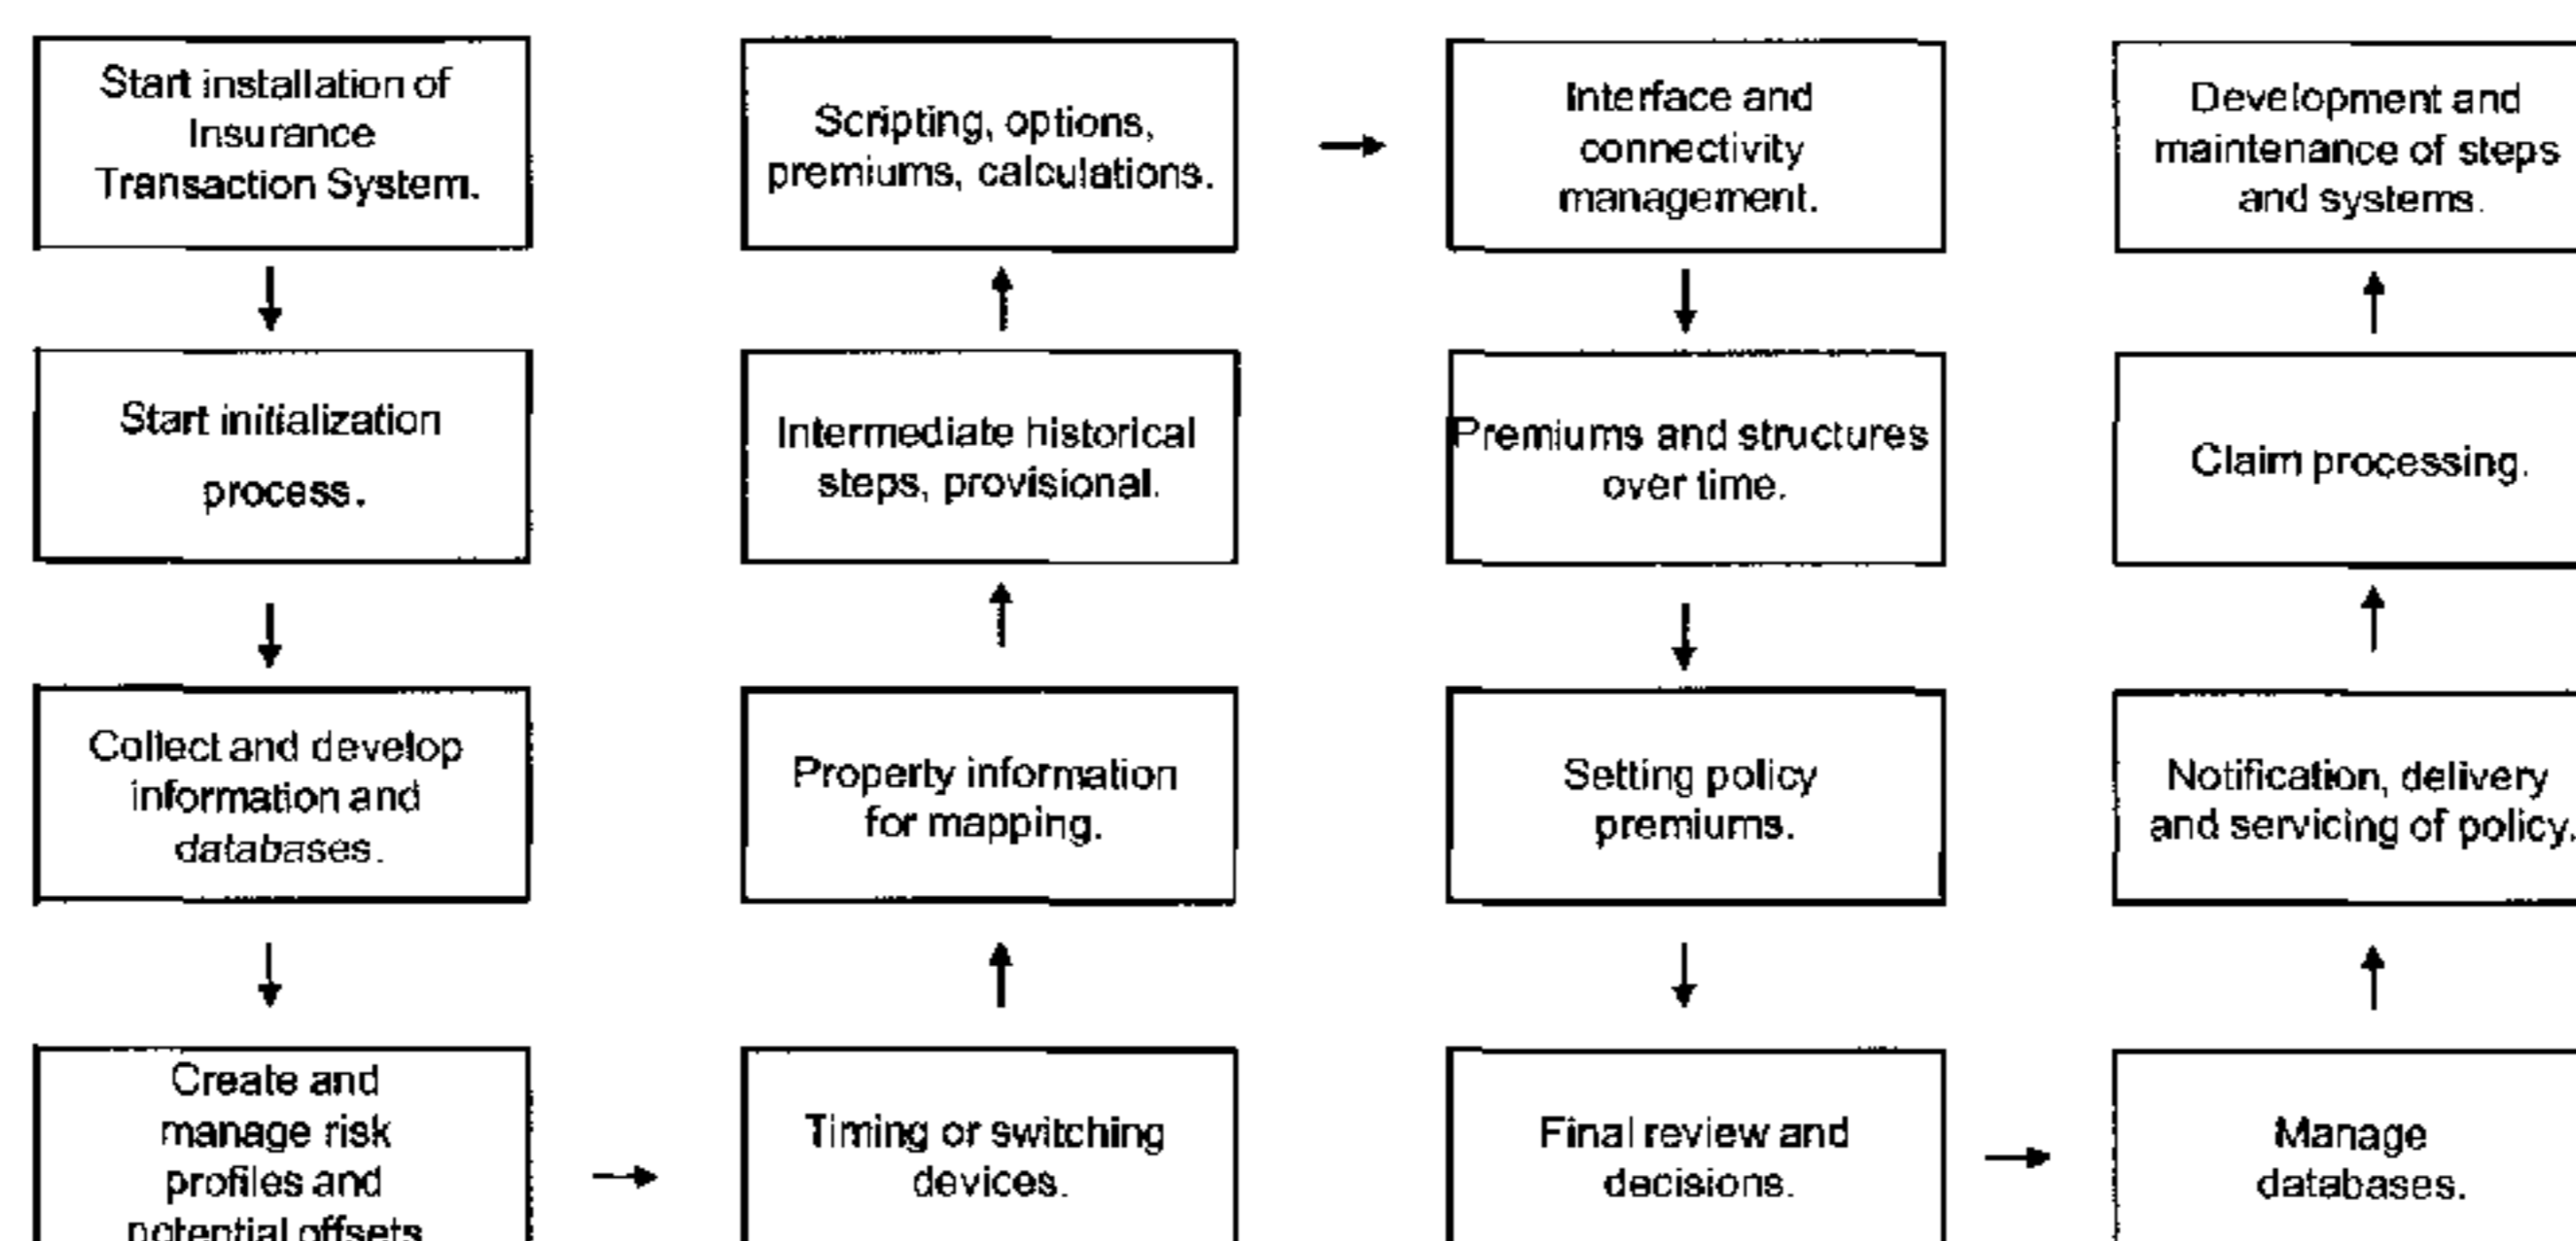 Start installation of
Insurance
Transaction System.
Start initialization
process.
Collect and develop
information and
databases.
Create and
manage risk
profiles and
potential offsets
Timing or switching
devices.
Property information
for mapping.
Intermediate historical
steps, provisional.
Scripting, options,
premiums, calculations.
Interface and
connectivity
management.
Premiums and structures
over time.
Setting policy
premiums.
Final review and
decisions.
Manage
databases.
Notification, delivery
and servicing of policy.
Claim processing.
Development and
maintenance of steps
and systems.